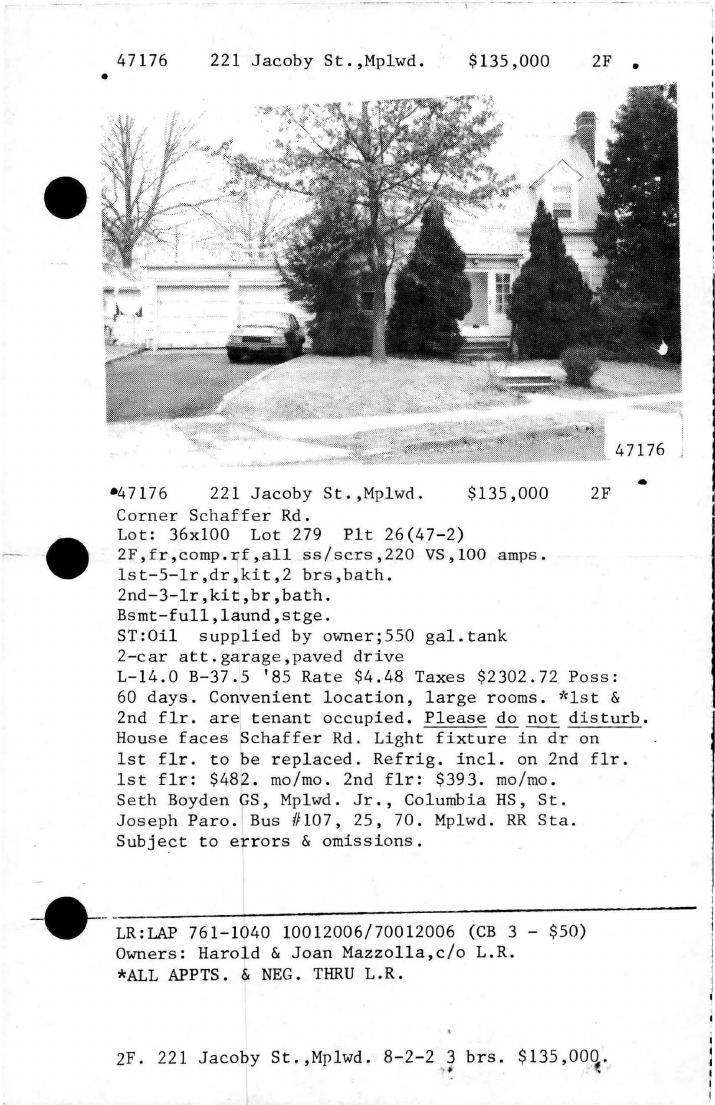 47176 221 Jacoby St.,Mplwd. $135,000 2F
47176
47176 221 Jacoby St.,Mplwd. $135,000 2F
Corner Schaffer Rd.
Lot: 36x100 Lot 279 Plt 26(47-2)
2F,fr,comp.rf,all ss/scrs,220 VS,100 amps.
1st-5-lr,dr,kit,2 brs,bath.
2nd-3-lr,kit,br,bath.
Bsmt-full,laund,stge.
ST:Oil supplied by owner;550 gal.tank
2-car att.garage,paved drive
L-14.0 B-37.5 '85 Rate $4.48 Taxes $2302.72 Poss:
60 days. Convenient location, large rooms. *1st &
2nd flr. are tenant occupied. Please do not disturb.
House faces Schaffer Rd. Light fixture in dr on
1st flr. to be replaced. Refrig. incl. on 2nd flr.
1st flr: $482. mo/mo. 2nd flr: $393. mo/mo.
Seth Boyden GS, Mplwd. Jr., Columbia HS, St.
Joseph Paro. Bus #107, 25, 70. Mplwd. RR Sta.
Subject to errors & omissions.
LR:LAP 761-1040 10012006/70012006 (CB 3 - $50)
Owners: Harold & Joan Mazzolla,c/o L.R.
*ALL APPTS. & NEG. THRU L.R.
2F. 221 Jacoby St.,Mplwd. 8-2-2 3 brs. $135,000.